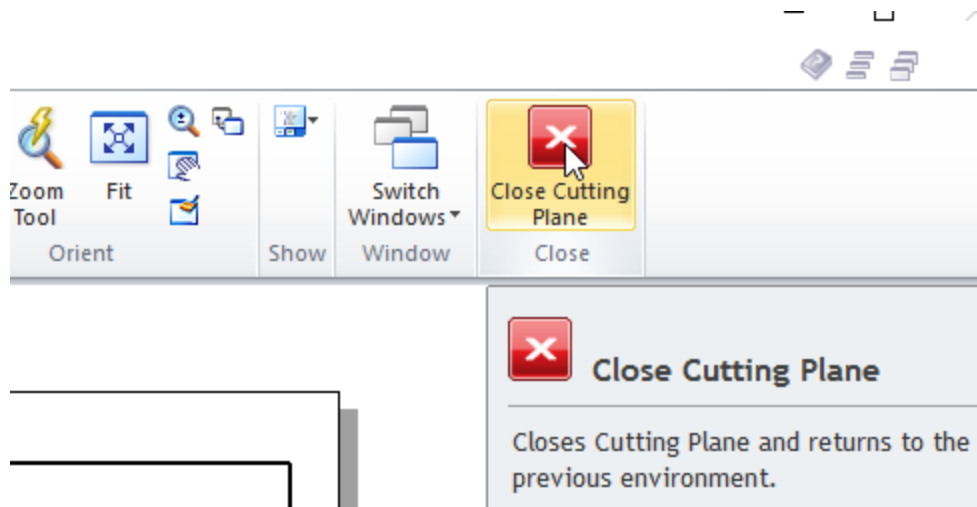 Zoom Tool
Fit
Switch Windows
Close Cutting Plane
Orient
Show
Window
Close
Close Cutting Plane
Closes Cutting Plane and returns to the
previous environment.